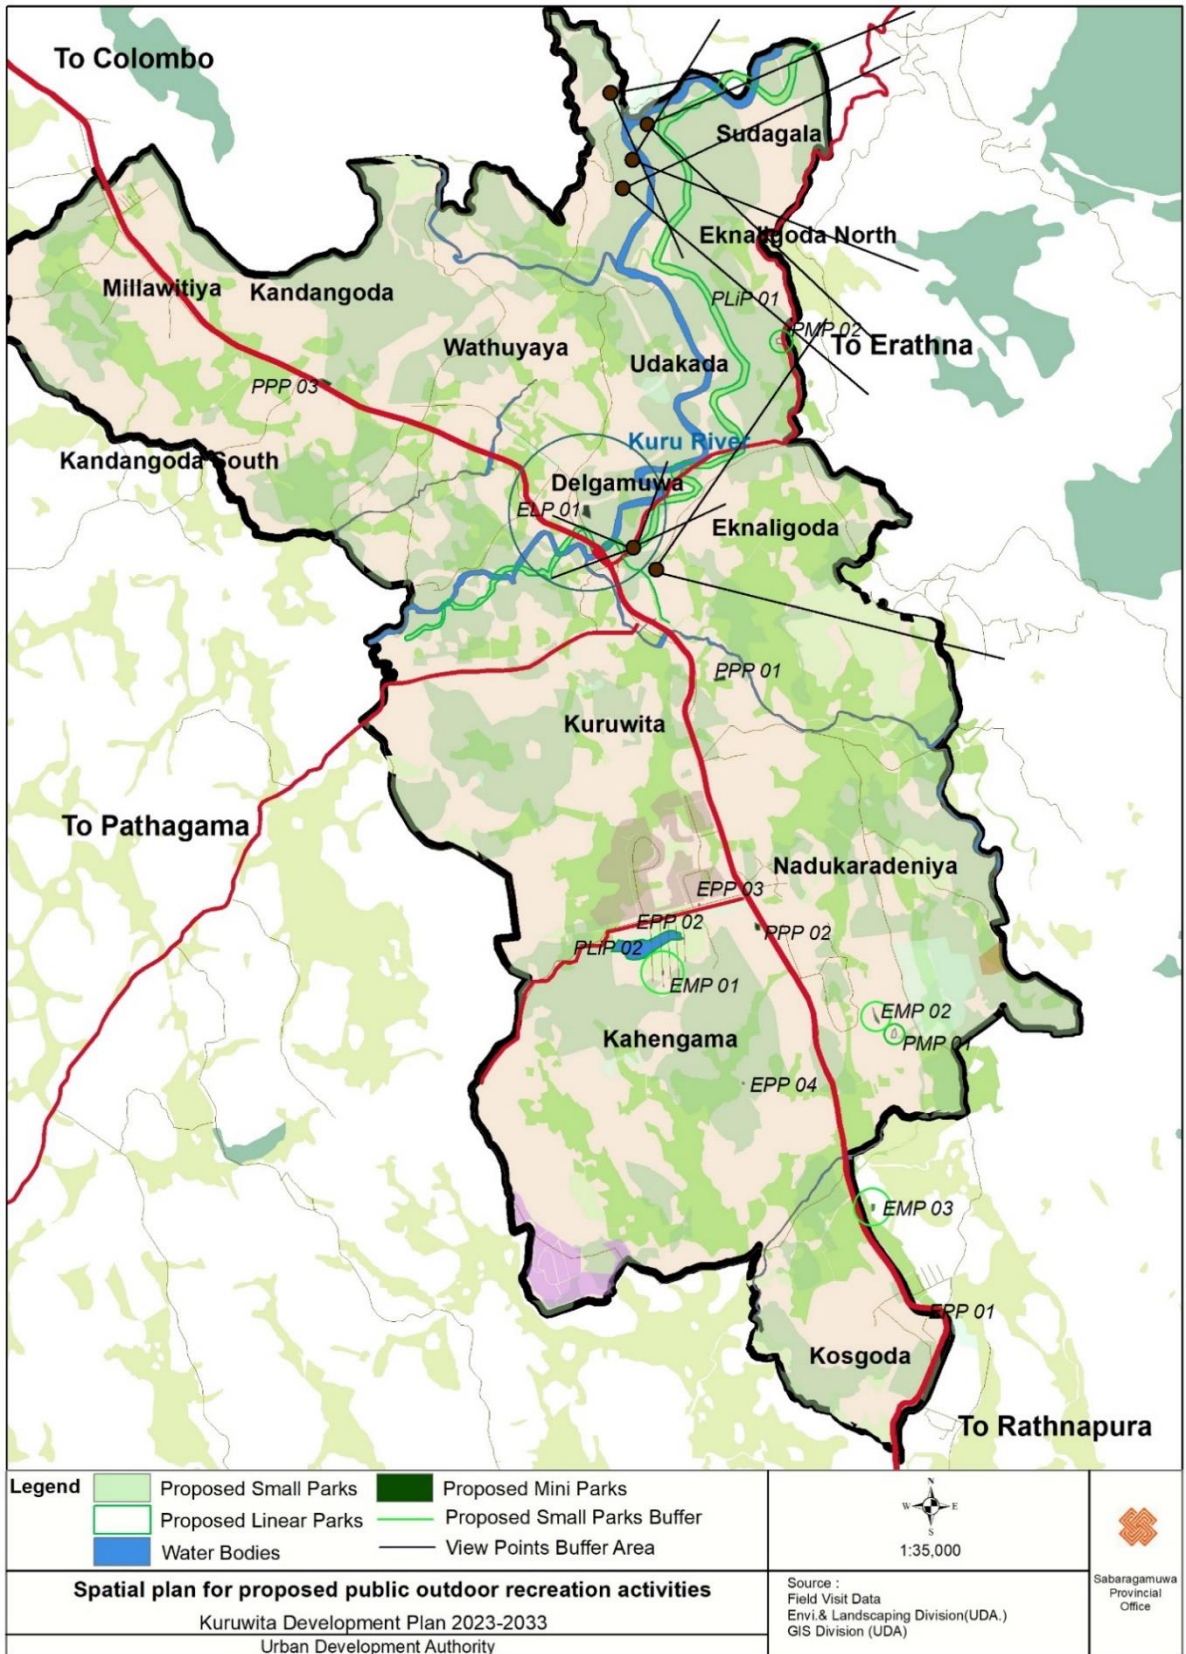 To Colombo
Sudagala
Eknaligoda North
Millawitiya
Kandangoda
PLiP 01
PMP 02
To Erathna
Wathuyaya
Udakada
PPP 03
Kuru River
Kandangoda South
Delgamuwa
ELP 01
Eknaligoda
PPP 01
Kuruwita
To Pathagama
Nadukaradeniya
EPP 03
EPP 02
PPP 02
PLiP 02
EMP 01
EMP 02
Kahengama
PMP 01
EPP 04
EMP 03
EPP 01
Kosgoda
To Rathnapura
Legend
Proposed Small Parks
Proposed Mini Parks
Proposed Linear Parks
Proposed Small Parks Buffer
Water Bodies
View Points Buffer Area
N
W
E
S
1:35,000
Spatial plan for proposed public outdoor recreation activities
Kuruwita Development Plan 2023-2033
Urban Development Authority
Source :
Field Visit Data
Envi.& Landscaping Division(UDA.)
GIS Division (UDA)
Sabaragamuwa
Provincial
Office